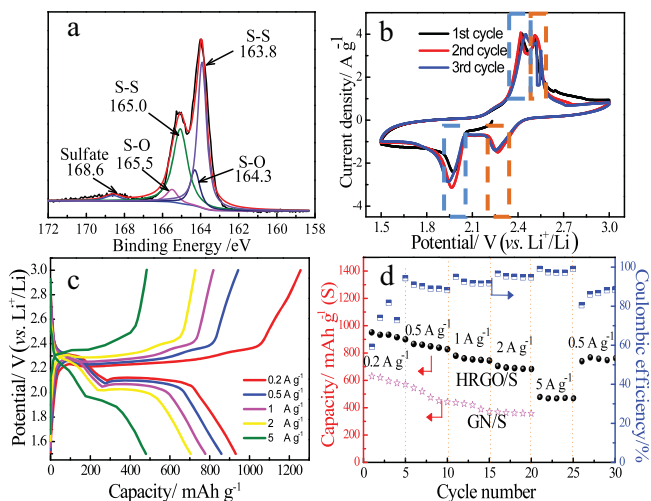 a
S-S
163.8
S-S
165.0
S-O
165.5
Sulfate
168.6
S-O
164.3
172 170 168 166 164 162 160 158
Binding Energy /eV
b
1st cycle
2nd cycle
3rd cycle
Current density/ A g⁻¹
4
2
0
-2
-4
1.5 2.1 2.7 3.0
Potential/ V (vs. Li⁺/Li)
c
Potential/ V (vs. Li⁺/Li)
3.0
2.8
2.6
2.4
2.2
2.0
1.8
1.6
0.2 A g⁻¹
0.5 A g⁻¹
1 A g⁻¹
2 A g⁻¹
5 A g⁻¹
0 200 400 600 800 1000 1200
Capacity/ mAh g⁻¹
d
Capacity/ mAh g⁻¹ (S)
1400
1200
1000
800
600
400
200
0
0.2 A g⁻¹
0.5 A g⁻¹
1 A g⁻¹
2 A g⁻¹
5 A g⁻¹
0.5 A g⁻¹
HRGO/S
GN/S
100
80
60
40
20
0
Coulombic efficiency/%
0 5 10 15 20 25 30
Cycle number